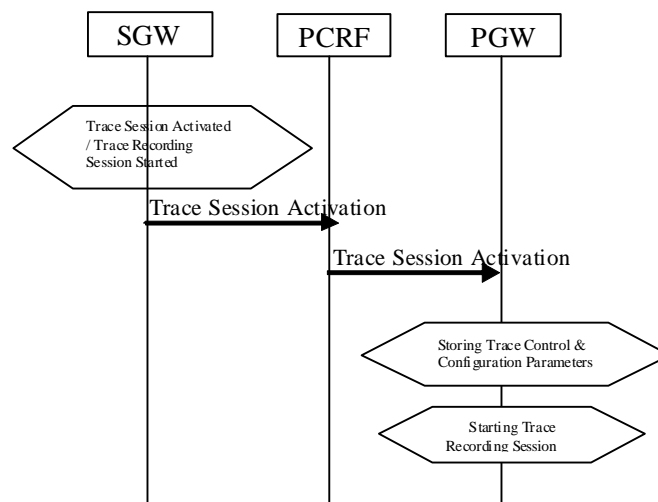 SGW
PCRF
PGW
Trace Session Activated
/ Trace Recording
Session Started
Trace Session Activation
Trace Session Activation
Storing Trace Control &
Configuration Parameters
Starting Trace
Recording Session